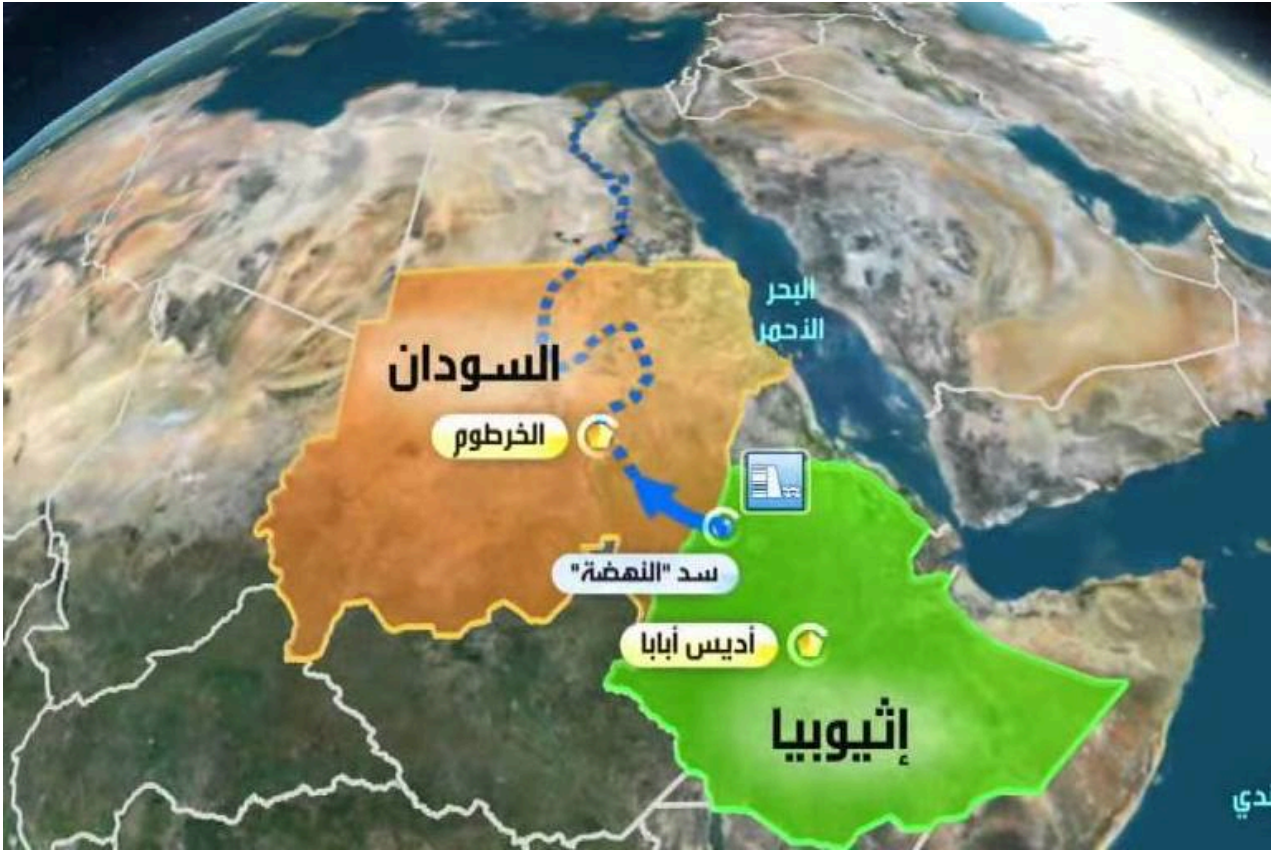 البحر
الأحمر
السودان
الخرطوم
سد "النهضة"
أديس أبابا
إثيوبيا